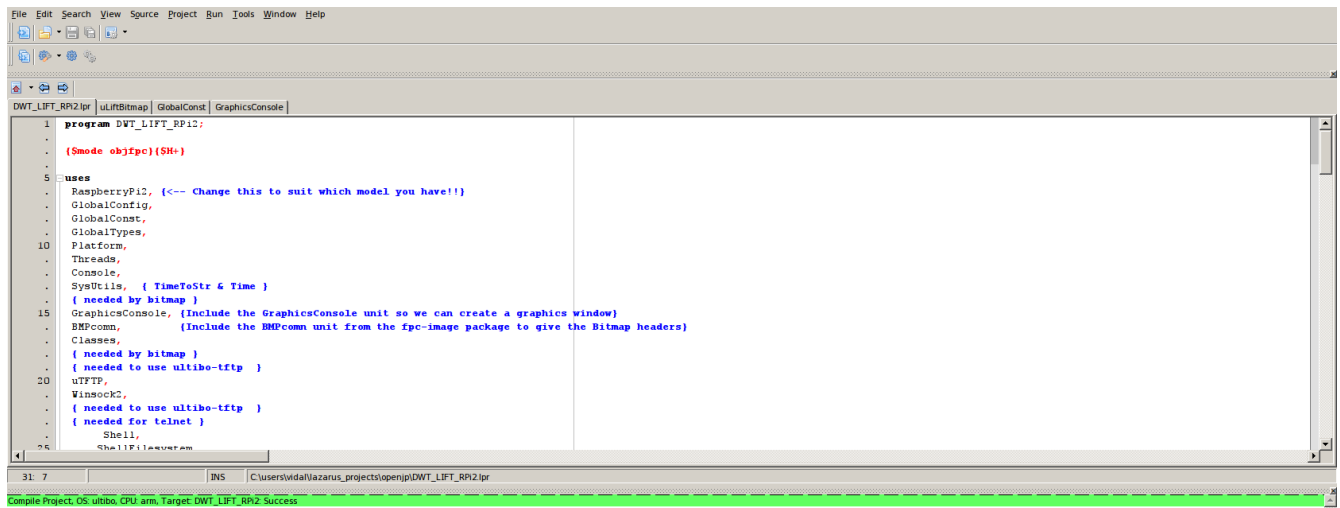 File Edit Search View Source Project Run Tools Window Help
DWT_LIFT_RPi2.lpr uLiftBitmap GlobalConst GraphicsConsole
1 program DWT_LIFT_RPi2;
.
. {$mode objfpc}{$H+}
.
5 uses
. RaspberryPi2, {<-- Change this to suit which model you have!!}
. GlobalConfig,
. GlobalConst,
. GlobalTypes,
10 Platform,
. Threads,
. Console,
. SysUtils, { TimeToStr & Time }
. { needed by bitmap }
15 GraphicsConsole, {Include the GraphicsConsole unit so we can create a graphics window}
. BMPcomn, {Include the BMPcomn unit from the fpc-image package to give the Bitmap headers}
. Classes,
. { needed by bitmap }
. { needed to use ultibo-tftp }
20 uTFTP,
. Winsock2,
. { needed to use ultibo-tftp }
. { needed for telnet }
. Shell,
25 ShellFilesystem
31: 7 INS C:\users\vidal\lazarus_projects\openjp\DWT_LIFT_RPi2.lpr
Compile Project, OS: ultibo, CPU: arm, Target: DWT_LIFT_RPi2: Success